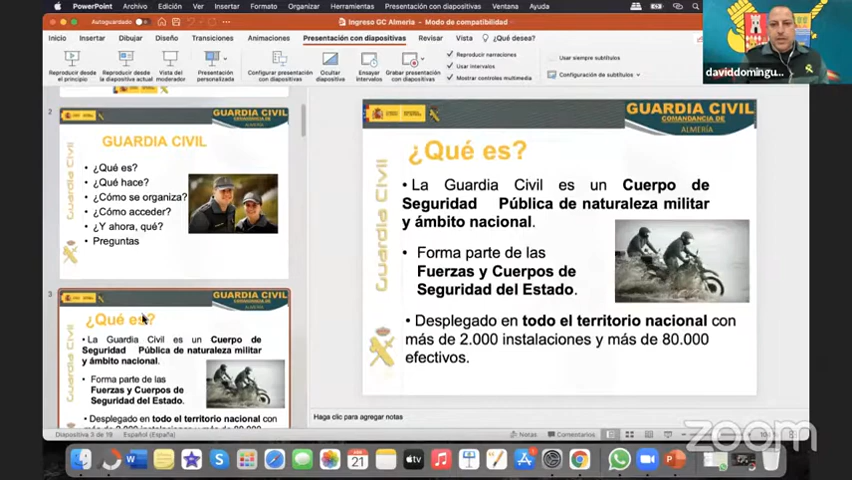 PowerPoint Archivo Edición Ver Insertar Formato Organizar Herramientas Presentación con diapositivas Ventana Ayuda
Autoguardado
Ingreso GC Almeria - Modo de compatibilidad
Inicio Insertar Dibujo Diseño Transiciones Animaciones Presentación con diapositivas Revisar Vista ¿Qué desea?
Reproducir desde el principio
Reproducir desde la diapositiva actual
Vista del moderador
Presentación personalizada
Configurar presentación con diapositivas
Ocultar diapositiva
Ensayar intervalos
Grabar presentación con diapositivas
Reproducir narraciones
Usar intervalos
Mostrar controles multimedia
Usar siempre subtítulos
Configuración de subtítulos
daviddomingu...
2
GUARDIA CIVIL
GUARDIA CIVIL
• ¿Qué es?
• ¿Qué hace?
• ¿Cómo se organiza?
• ¿Cómo acceder?
• ¿Y ahora, qué?
• Preguntas
Guardia Civil
3
GUARDIA CIVIL
¿Qué es?
• La Guardia Civil es un Cuerpo de
Seguridad Pública de naturaleza militar
y ámbito nacional.
• Forma parte de las
Fuerzas y Cuerpos de
Seguridad del Estado.
• Desplegado en todo el territorio nacional con
GUARDIA CIVIL
COMANDANCIA DE
ALMERÍA
¿Qué es?
• La Guardia Civil es un Cuerpo de
Seguridad Pública de naturaleza militar
y ámbito nacional.
• Forma parte de las
Fuerzas y Cuerpos de
Seguridad del Estado.
• Desplegado en todo el territorio nacional con
más de 2.000 instalaciones y más de 80.000
efectivos.
Guardia Civil
Haga clic para agregar notas
Diapositiva 3 de 19 Español (España)
Notas Comentarios
zoom
21
tv